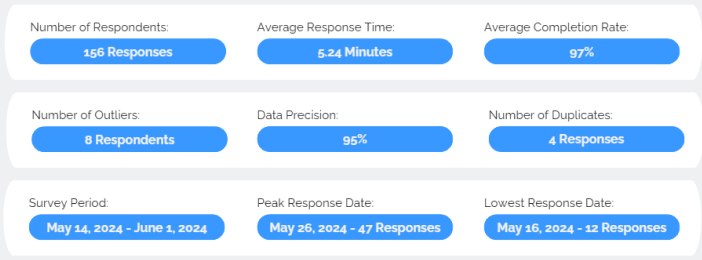 Number of Respondents:
156 Responses
Average Response Time:
5.24 Minutes
Average Completion Rate:
97%
Number of Outliers:
8 Respondents
Data Precision:
95%
Number of Duplicates:
4 Responses
Survey Period:
May 14, 2024 - June 1, 2024
Peak Response Date:
May 26, 2024 - 47 Responses
Lowest Response Date:
May 16, 2024 - 12 Responses